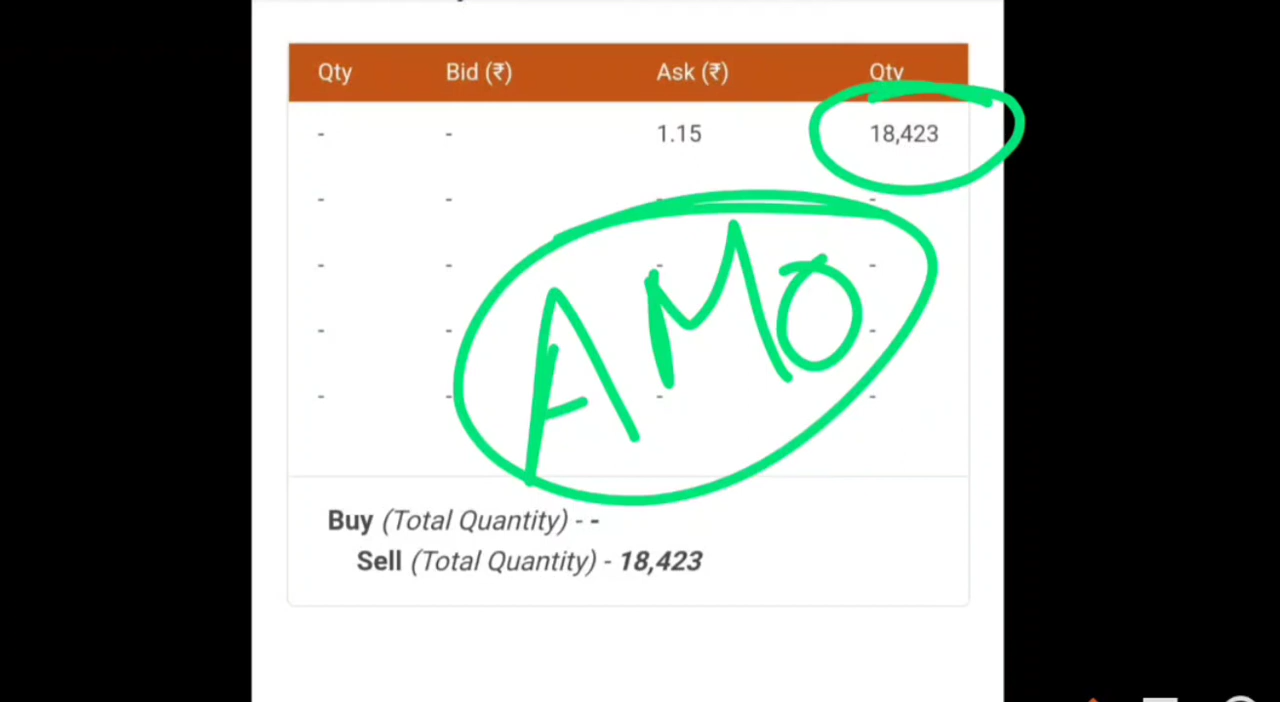 Qty Bid (₹) Ask (₹) Qty
- - 1.15 18,423
- - - -
- - - -
- - - -
- - - -
AMO
Buy (Total Quantity) - -
Sell (Total Quantity) - 18,423